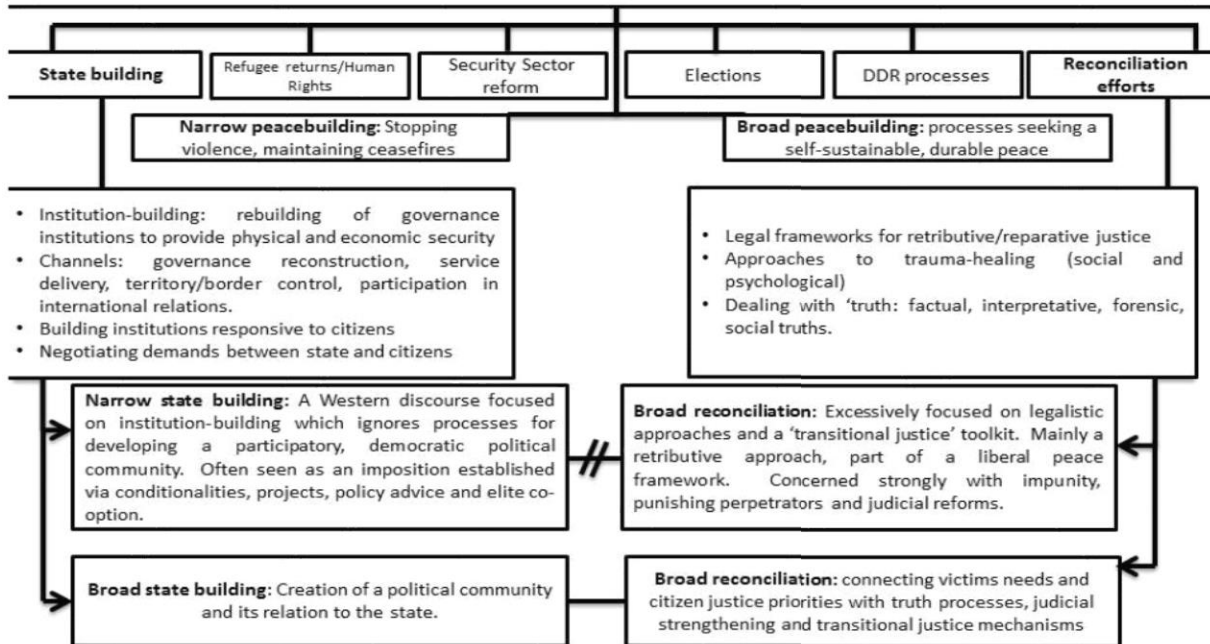 State building
Refugee returns/Human
Rights
Security Sector
reform
Elections
DDR processes
Reconciliation
efforts
Narrow peacebuilding: Stopping
violence, maintaining ceasefires
Broad peacebuilding: processes seeking a
self-sustainable, durable peace
• Institution-building: rebuilding of governance
institutions to provide physical and economic security
• Channels: governance reconstruction, service
delivery, territory/border control, participation in
international relations.
• Building institutions responsive to citizens
• Negotiating demands between state and citizens
• Legal frameworks for retributive/reparative justice
• Approaches to trauma-healing (social and
psychological)
• Dealing with ‘truth: factual, interpretative, forensic,
social truths.
Narrow state building: A Western discourse focused
on institution-building which ignores processes for
developing a participatory, democratic political
community. Often seen as an imposition established
via conditionalities, projects, policy advice and elite co-
option.
Broad reconciliation: Excessively focused on legalistic
approaches and a ‘transitional justice’ toolkit. Mainly a
retributive approach, part of a liberal peace
framework. Concerned strongly with impunity,
punishing perpetrators and judicial reforms.
Broad state building: Creation of a political community
and its relation to the state.
Broad reconciliation: connecting victims needs and
citizen justice priorities with truth processes, judicial
strengthening and transitional justice mechanisms